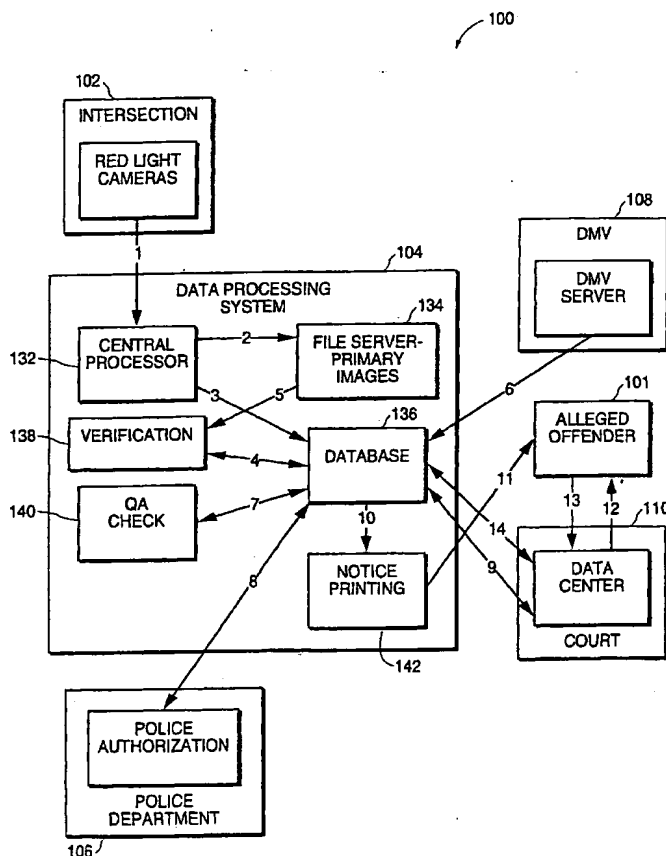 100
102
INTERSECTION
RED LIGHT
CAMERAS
1
108
DMV
DMV
SERVER
104
DATA PROCESSING
SYSTEM
134
132
CENTRAL
PROCESSOR
2
FILE SERVER-
PRIMARY
IMAGES
3
5
6
138
VERIFICATION
4
136
DATABASE
101
ALLEGED
OFFENDER
140
QA
CHECK
7
10
11
13
12
110
14
9
8
NOTICE
PRINTING
142
DATA
CENTER
COURT
POLICE
AUTHORIZATION
POLICE
DEPARTMENT
106